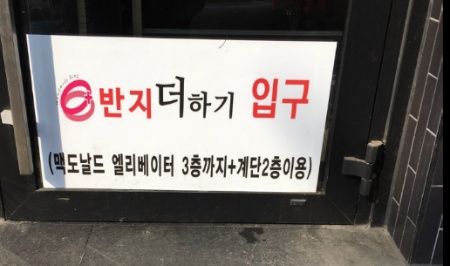 반지더하기 입구
(맥도날드 엘리베이터 3층까지+계단2층이용)